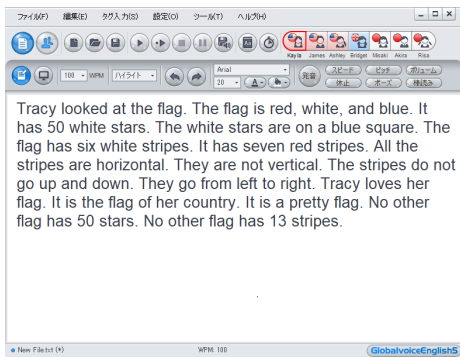 ファイル(F) 編集(E) タグ入力(S) 設定(O) ツール(T) ヘルプ(H)
Kayla James Ashley Bridget Misaki Akira Risa
100 WPM ハイライト Arial 20 A 発音 スピード ピッチ ボリューム
休止 ポーズ 棒読み
Tracy looked at the flag. The flag is red, white, and blue. It
has 50 white stars. The white stars are on a blue square. The
flag has six white stripes. It has seven red stripes. All the
stripes are horizontal. They are not vertical. The stripes do not
go up and down. They go from left to right. Tracy loves her
flag. It is the flag of her country. It is a pretty flag. No other
flag has 50 stars. No other flag has 13 stripes.
New File.txt (*) WPM: 100 GlobalvoiceEnglish5